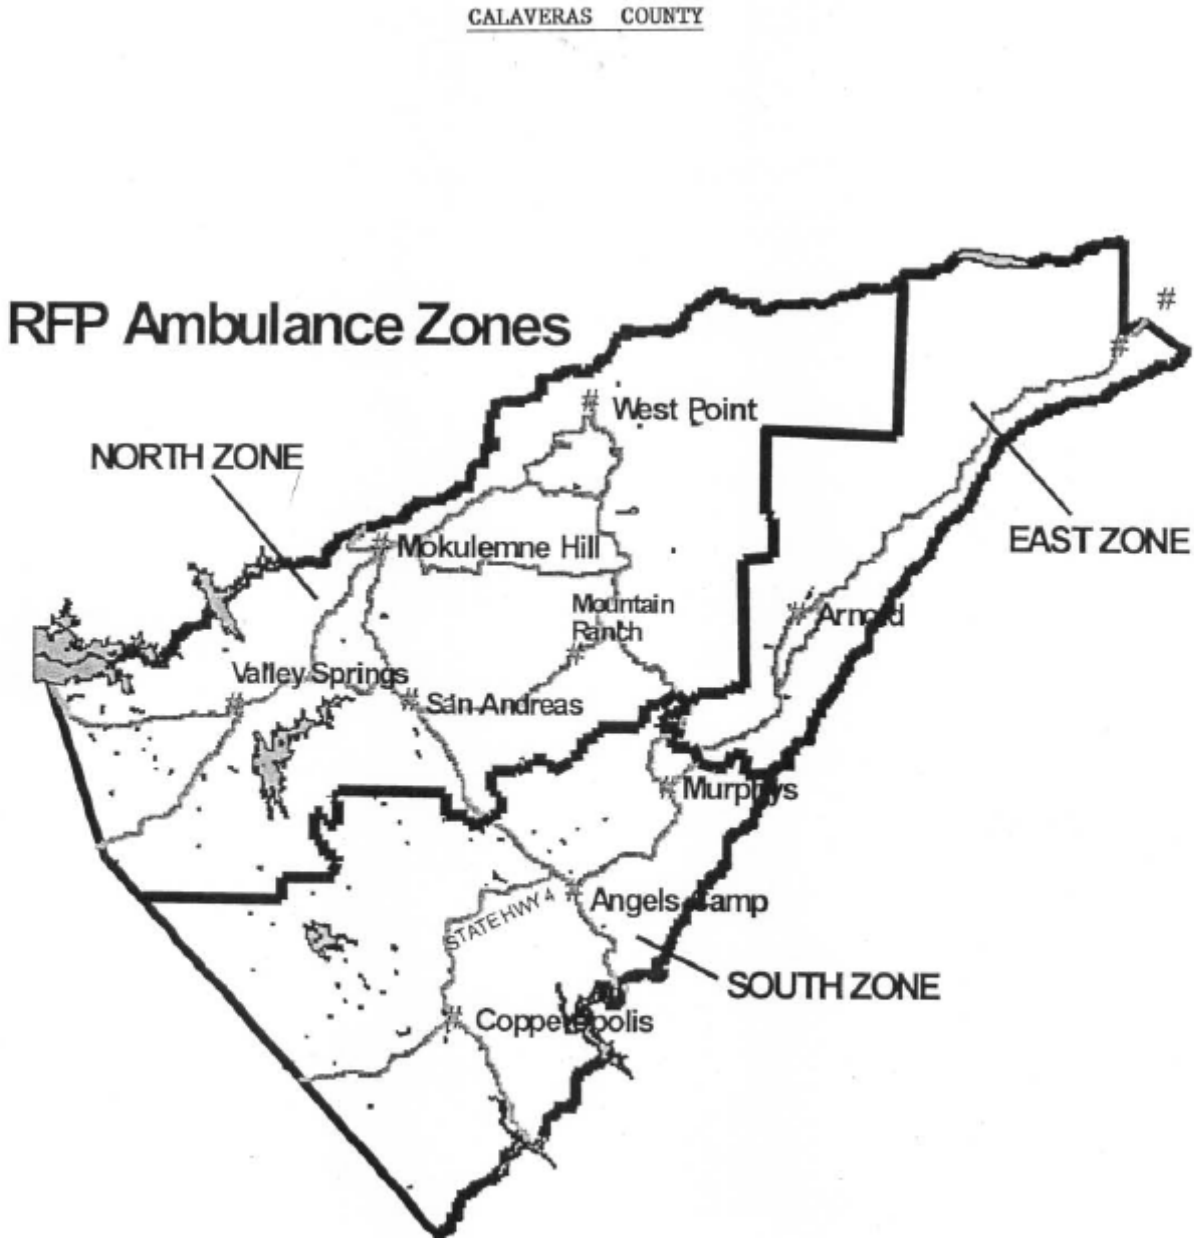 CALAVERAS COUNTY
RFP Ambulance Zones
#
#
# West Point
NORTH ZONE
EAST ZONE
# Mokulemne Hill
Mountain
Ranch
#
# Arnold
Valley Springs
#
# San Andreas
# Murphys
# Angels Camp
STATE HWY 4
SOUTH ZONE
# Copperopolis